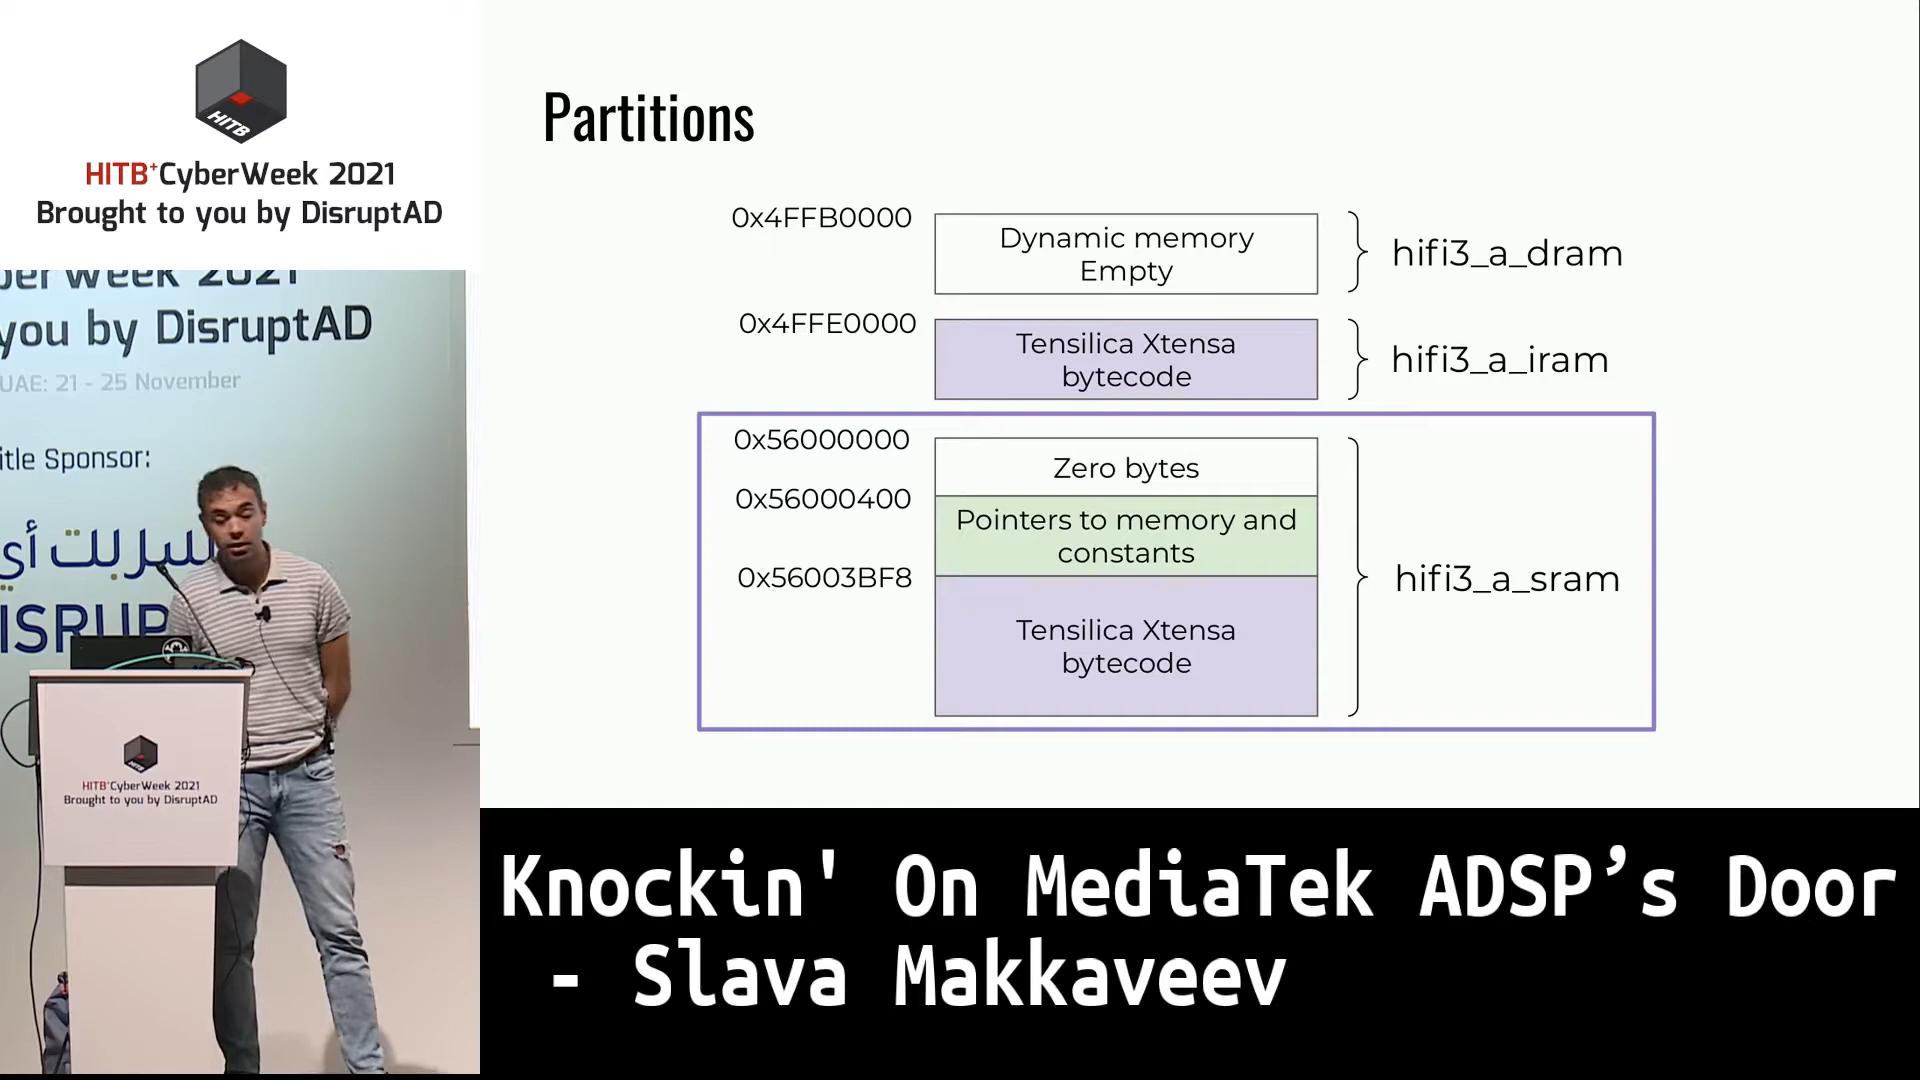 HITB
HITB+CyberWeek 2021
Brought to you by DisruptAD
you by DisruptAD
UAE: 21 - 25 November
itle Sponsor:
HITB+CyberWeek 2021
Brought to you by DisruptAD
Partitions
0x4FFB0000
Dynamic memory
Empty
hifi3_a_dram
0x4FFE0000
Tensilica Xtensa
bytecode
hifi3_a_iram
0x56000000
Zero bytes
0x56000400
Pointers to memory and
constants
0x56003BF8
Tensilica Xtensa
bytecode
hifi3_a_sram
Knockin' On MediaTek ADSP’s Door
- Slava Makkaveev